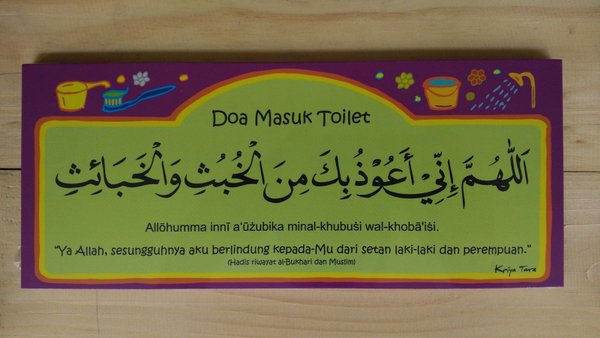 Doa Masuk Toilet
اَللّٰهُمَّ إِنِّيْ أَعُوْذُ بِكَ مِنَ الْخُبُثِ وَالْخَبَائِثِ
Allōhumma innī a'ūżubika minal-khubuṡi wal-khobā'iṡi.
"Ya Allah, sesungguhnya aku berlindung kepada-Mu dari setan laki-laki dan perempuan."
(Hadis riwayat al-Bukhari dan Muslim)
Kriya Tara